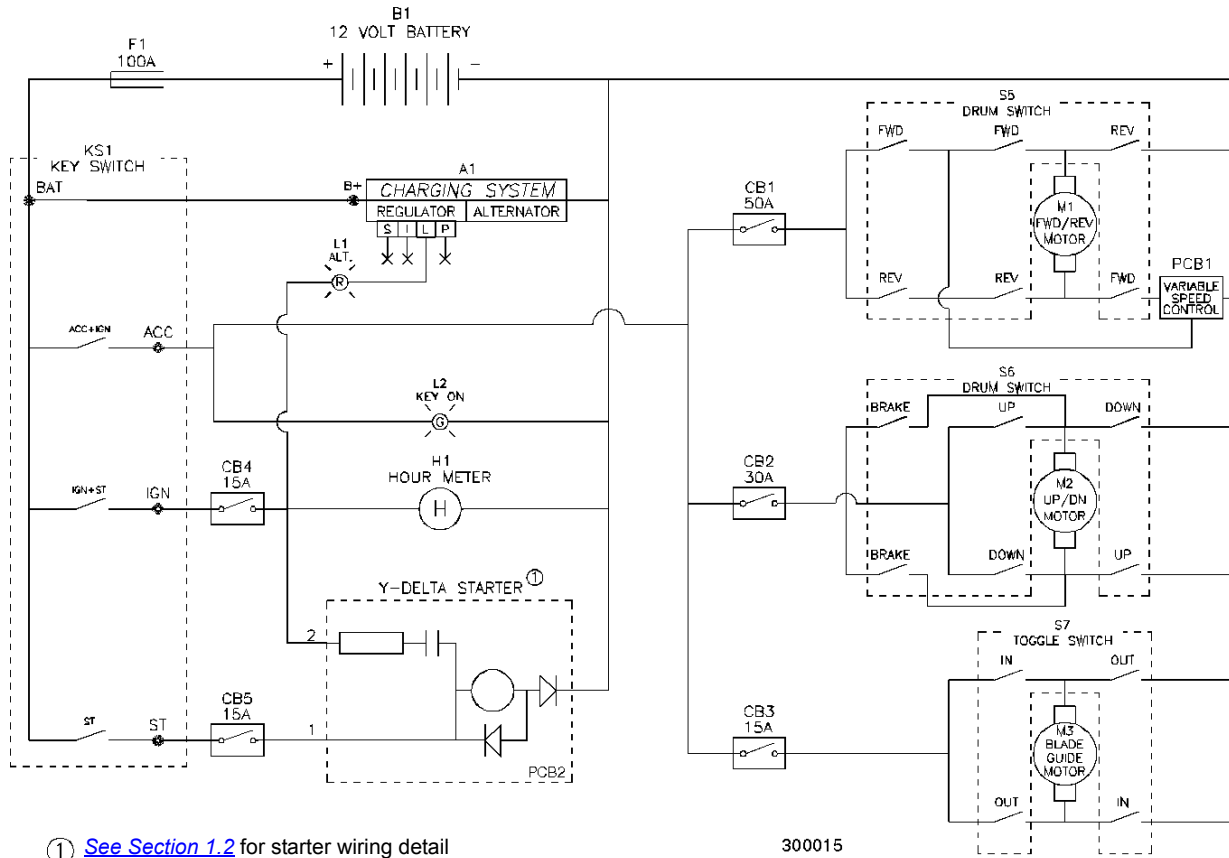 B1
12 VOLT BATTERY
+ -
F1
100A
KS1
KEY SWITCH
BAT
B+
A1
CHARGING SYSTEM
REGULATOR ALTERNATOR
S I L P
L1
ALT.
R
ACC+IGN ACC
L2
KEY ON
G
IGN+ST IGN
CB4
15A
H1
HOUR METER
H
Y-DELTA STARTER ①
2
ST ST
CB5
15A
1
PCB2
CB1
50A
S5
DRUM SWITCH
FWD FWD REV
M1
FWD/REV
MOTOR
REV REV FWD
PCB1
VARIABLE
SPEED
CONTROL
CB2
30A
S6
DRUM SWITCH
BRAKE UP DOWN
M2
UP/DN
MOTOR
BRAKE DOWN UP
CB3
15A
S7
TOGGLE SWITCH
IN OUT
M3
BLADE
GUIDE
MOTOR
OUT IN
① See Section 1.2 for starter wiring detail
300015